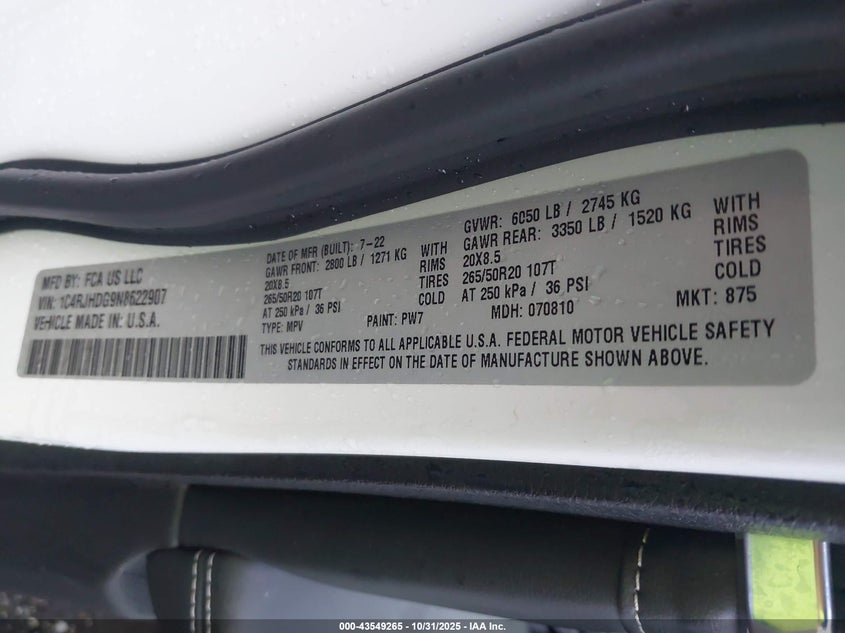 MFD BY: FCA US LLC
VIN: 1C4RJHDG9N8622907
VEHICLE MADE IN: U.S.A.
DATE OF MFR (BUILT): 7-22
GAWR FRONT: 2800 LB / 1271 KG WITH
20X8.5 RIMS
265/50R20 107T TIRES
AT 250 kPa / 36 PSI COLD
TYPE: MPV PAINT: PW7
GVWR: 6050 LB / 2745 KG
GAWR REAR: 3350 LB / 1520 KG WITH
20X8.5 RIMS
265/50R20 107T TIRES
AT 250 kPa / 36 PSI COLD
MDH: 070810 MKT: 875
THIS VEHICLE CONFORMS TO ALL APPLICABLE U.S.A. FEDERAL MOTOR VEHICLE SAFETY
STANDARDS IN EFFECT ON THE DATE OF MANUFACTURE SHOWN ABOVE.
000-43549265 - 10/31/2025 - IAA Inc.